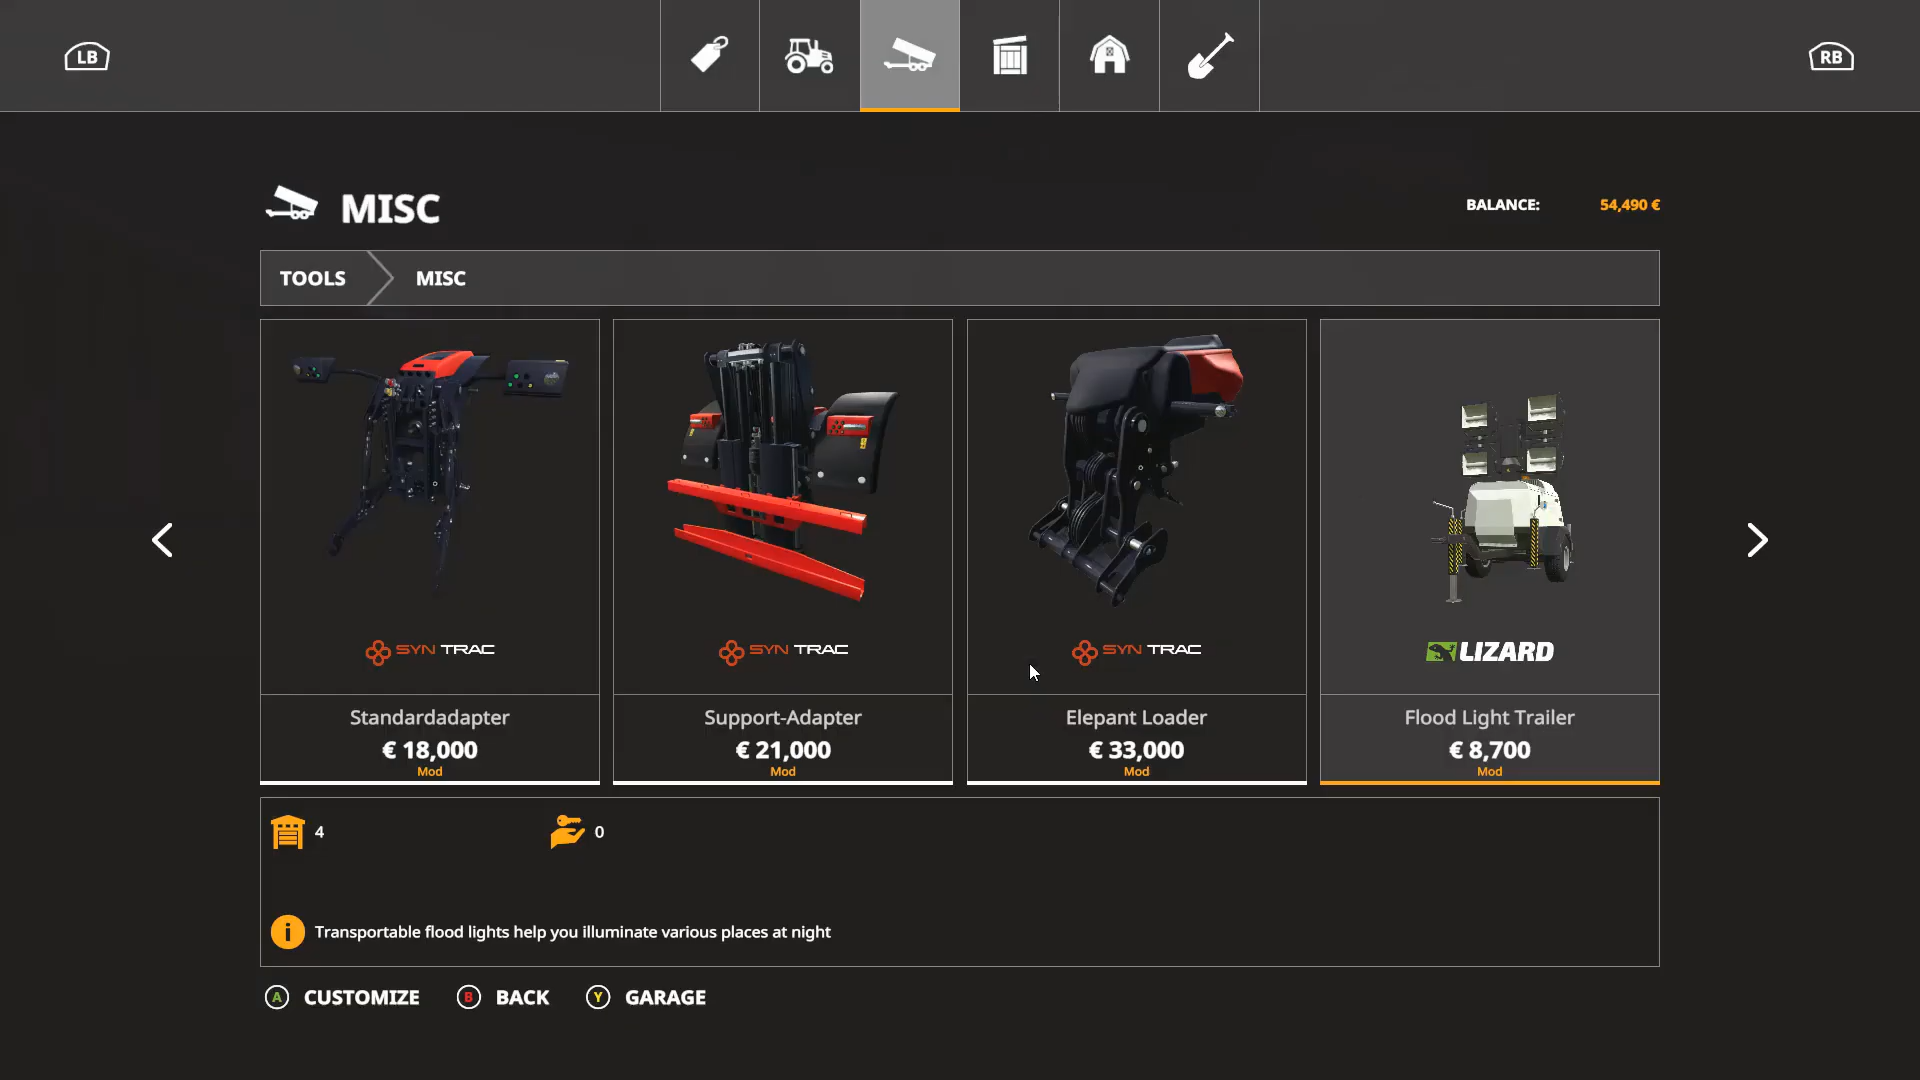 LB
RB
MISC
BALANCE: 54,490 €
TOOLS MISC
SYN TRAC
SYN TRAC
SYN TRAC
LIZARD
Standardadapter
€ 18,000
Mod
Support-Adapter
€ 21,000
Mod
Elepant Loader
€ 33,000
Mod
Flood Light Trailer
€ 8,700
Mod
4
0
i Transportable flood lights help you illuminate various places at night
A CUSTOMIZE B BACK Y GARAGE